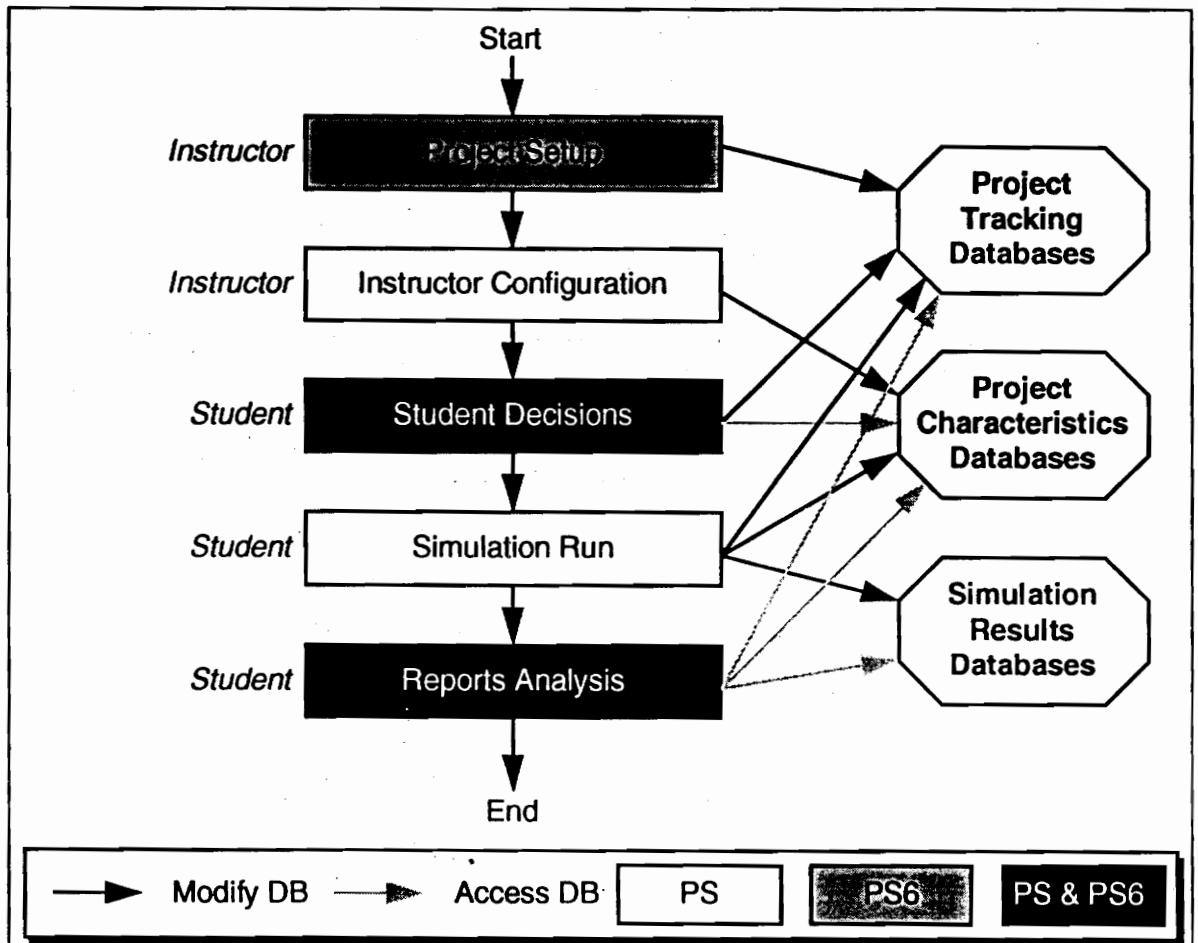 Start
Instructor
Project Setup
Instructor
Instructor Configuration
Student
Student Decisions
Student
Simulation Run
Student
Reports Analysis
End
Project
Tracking
Databases
Project
Characteristics
Databases
Simulation
Results
Databases
Modify DB
Access DB
PS
PS6
PS & PS6